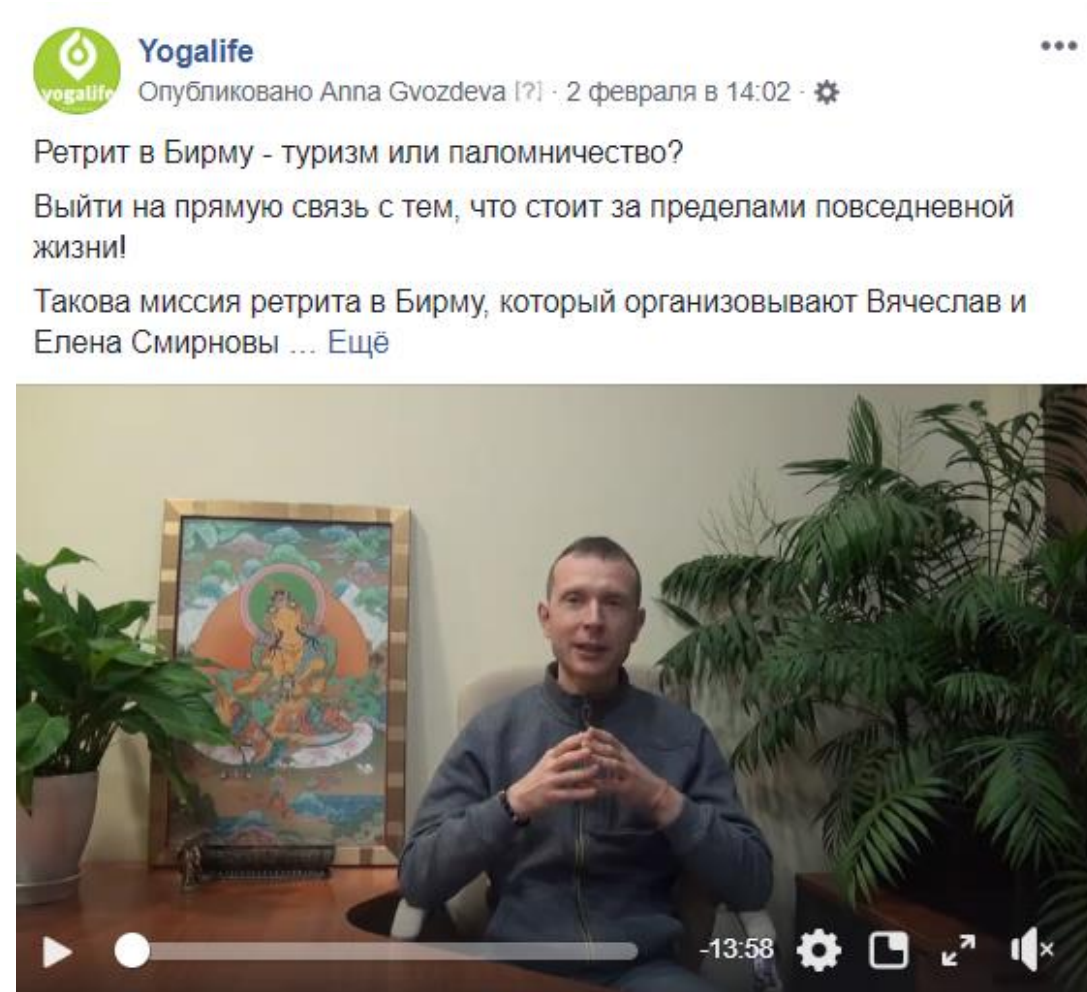 Yogalife
yogalife
Опубликовано Anna Gvozdeva [?] · 2 февраля в 14:02 ·
Ретрит в Бирму - туризм или паломничество?
Выйти на прямую связь с тем, что стоит за пределами повседневной
жизни!
Такова миссия ретрита в Бирму, который организовывают Вячеслав и
Елена Смирновы ... Ещё
-13:58